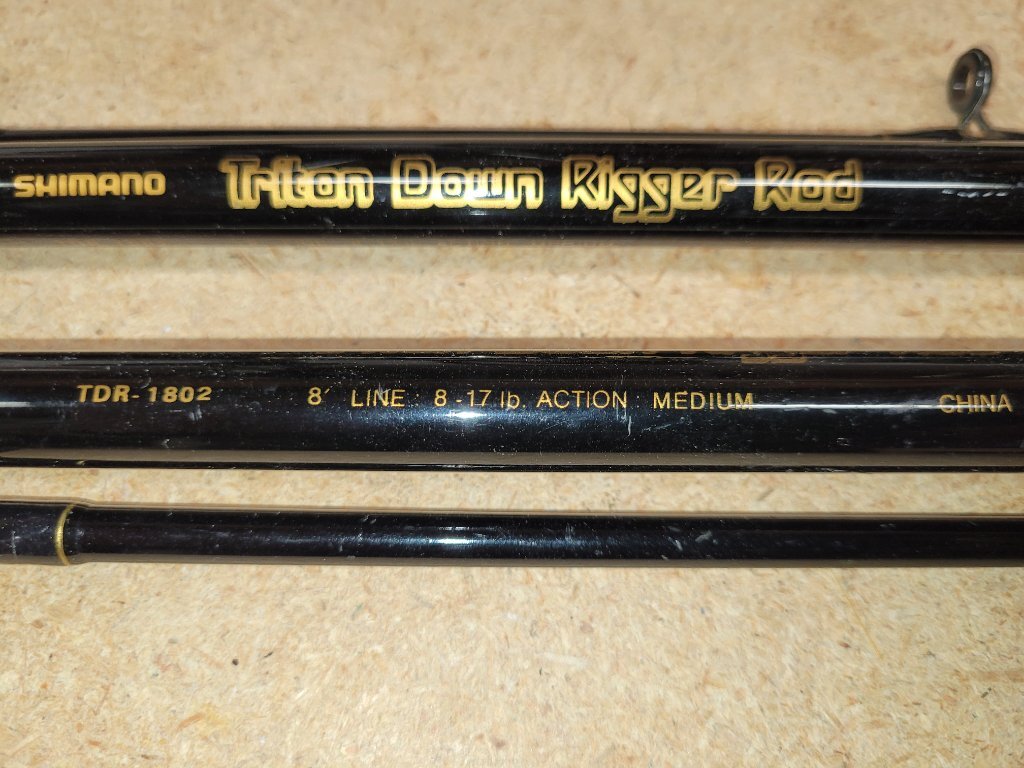 SHIMANO Triton Down Rigger Rod
TDR-1802 8' LINE 8-17 lb. ACTION MEDIUM CHINA